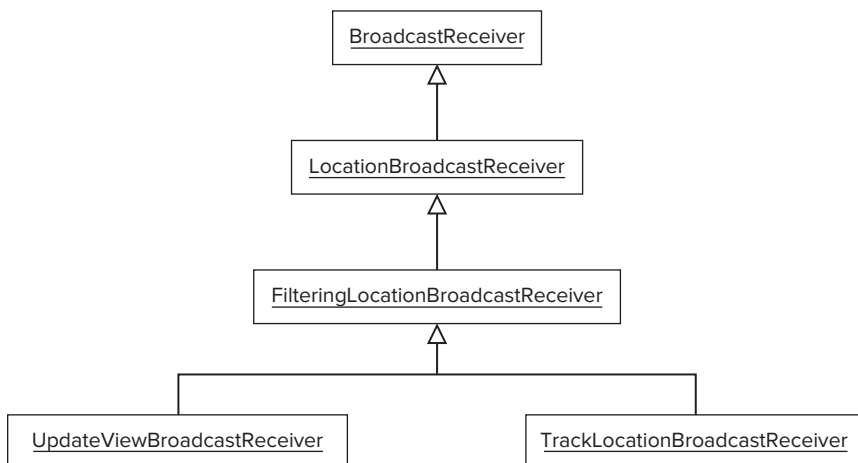 BroadcastReceiver
LocationBroadcastReceiver
FilteringLocationBroadcastReceiver
UpdateViewBroadcastReceiver
TrackLocationBroadcastReceiver